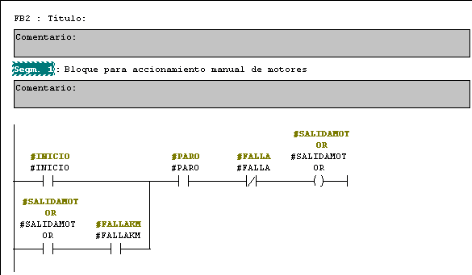 FB2 : Título:
Comentario:
Segm. 1: Bloque para accionamiento manual de motores
Comentario:
#SALIDAMOT
OR
#INICIO #PARO #FALLA #SALIDAMOT
#INICIO #PARO #FALLA OR
#SALIDAMOT
OR #FALLAKM
#SALIDAMOT
OR #FALLAKM